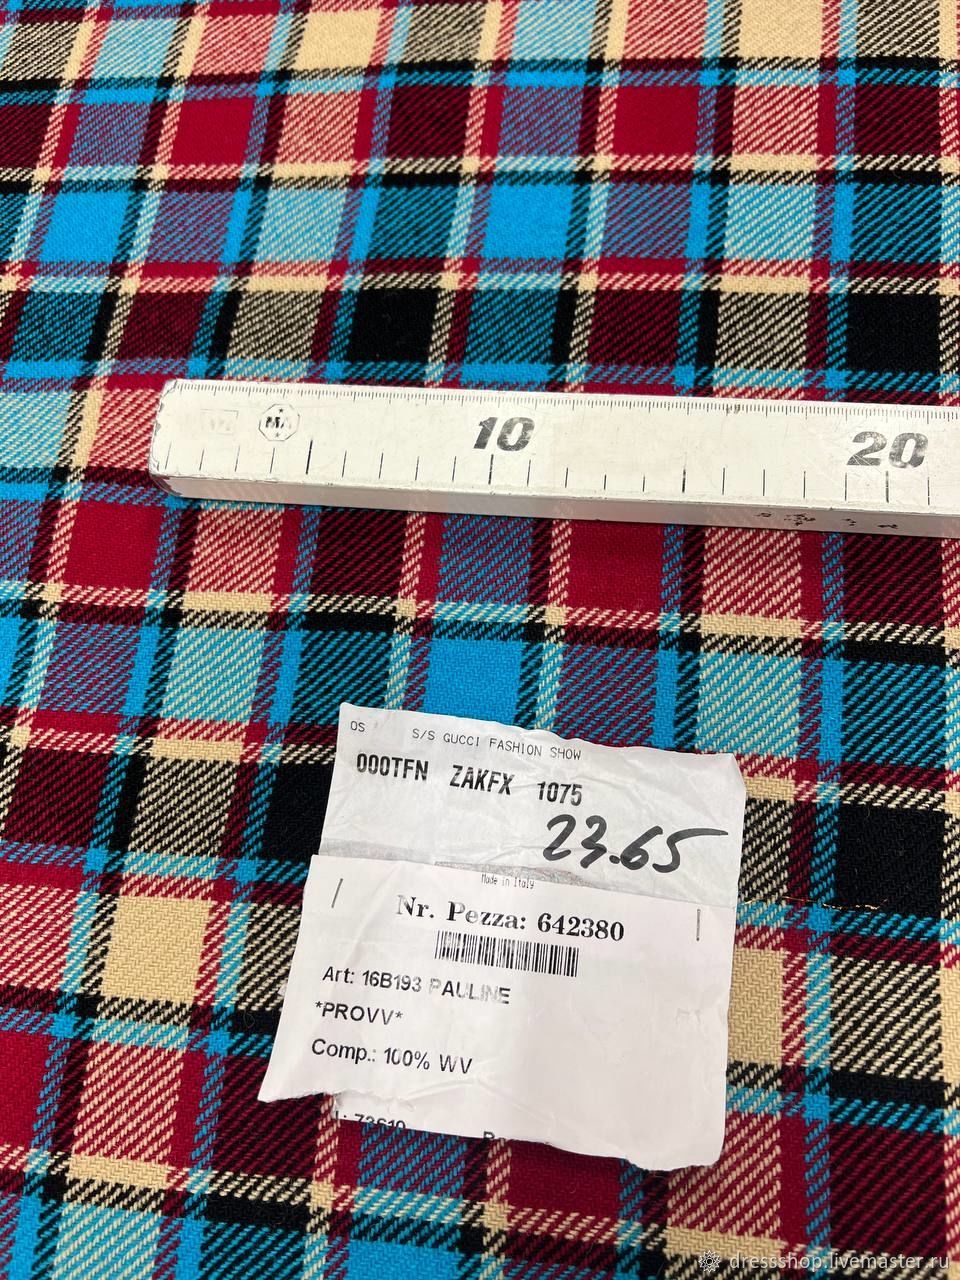 MA
10
20
OS S/S GUCCI FASHION SHOW
000TFN ZAKFX 1075
23.65
Made in Italy
Nr. Pezza: 642380
Art: 16B193 PAULINE
*PROVV*
Comp.: 100% WV
dressshop.livemaster.ru